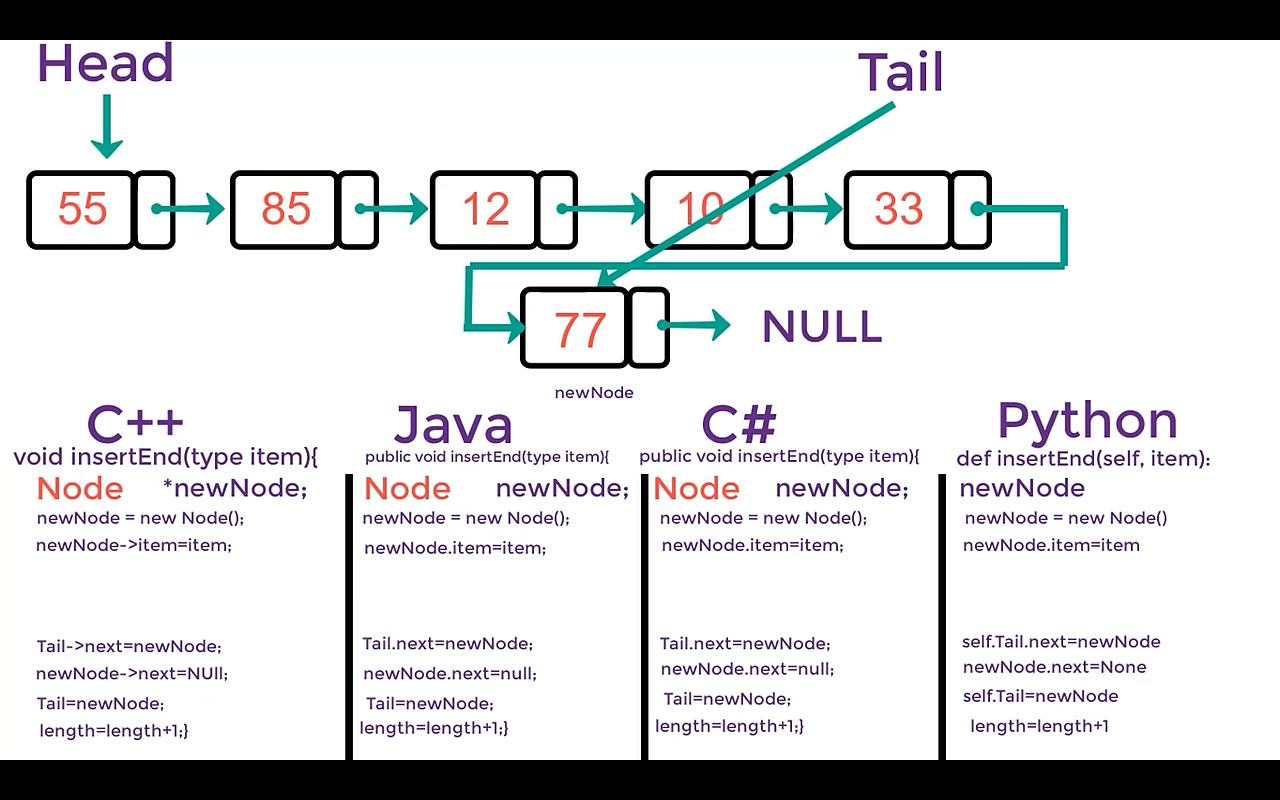 Head
Tail
55
85
12
10
33
77
NULL
newNode
C++
void insertEnd(type item){
Node *newNode;
newNode = new Node();
newNode->item=item;
Tail->next=newNode;
newNode->next=NUll;
Tail=newNode;
length=length+1;}
Java
public void insertEnd(type item){
Node newNode;
newNode = new Node();
newNode.item=item;
Tail.next=newNode;
newNode.next=null;
Tail=newNode;
length=length+1;}
C#
public void insertEnd(type item){
Node newNode;
newNode = new Node();
newNode.item=item;
Tail.next=newNode;
newNode.next=null;
Tail=newNode;
length=length+1;}
Python
def insertEnd(self, item):
newNode
newNode = new Node()
newNode.item=item
self.Tail.next=newNode
newNode.next=None
self.Tail=newNode
length=length+1